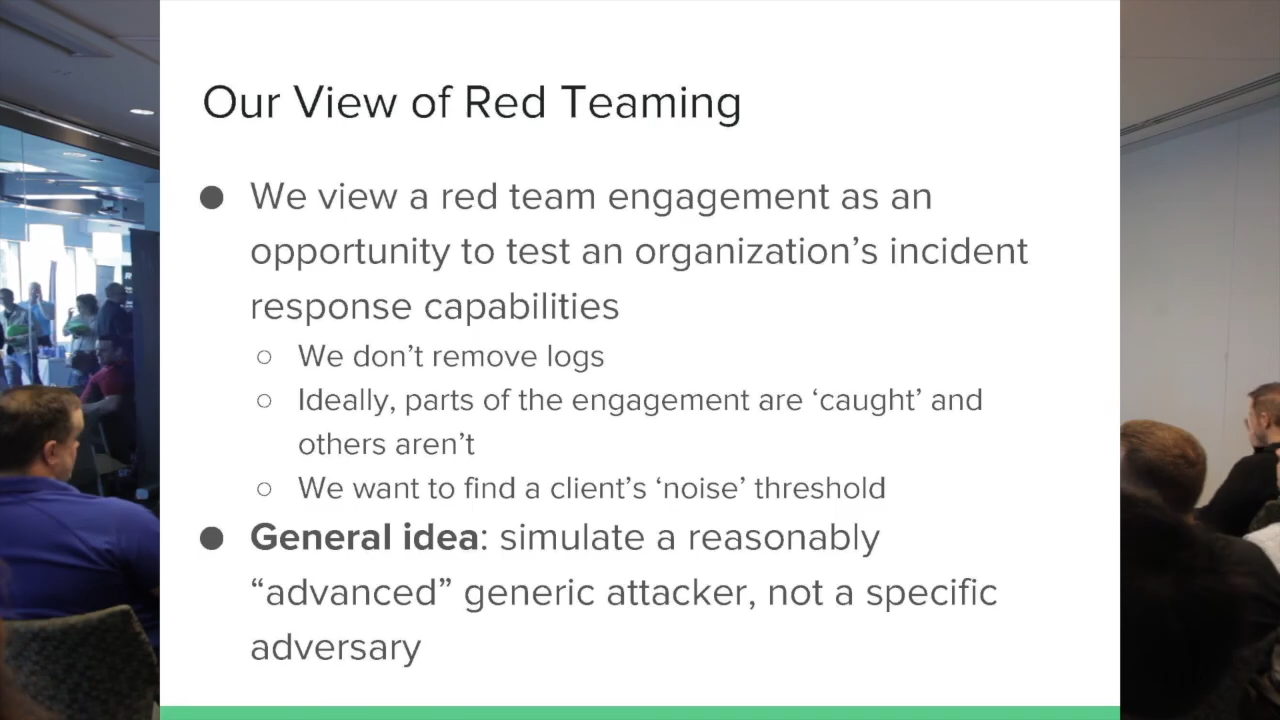 Our View of Red Teaming
● We view a red team engagement as an
opportunity to test an organization’s incident
response capabilities
○ We don’t remove logs
○ Ideally, parts of the engagement are ‘caught’ and
others aren’t
○ We want to find a client’s ‘noise’ threshold
● General idea: simulate a reasonably
“advanced” generic attacker, not a specific
adversary